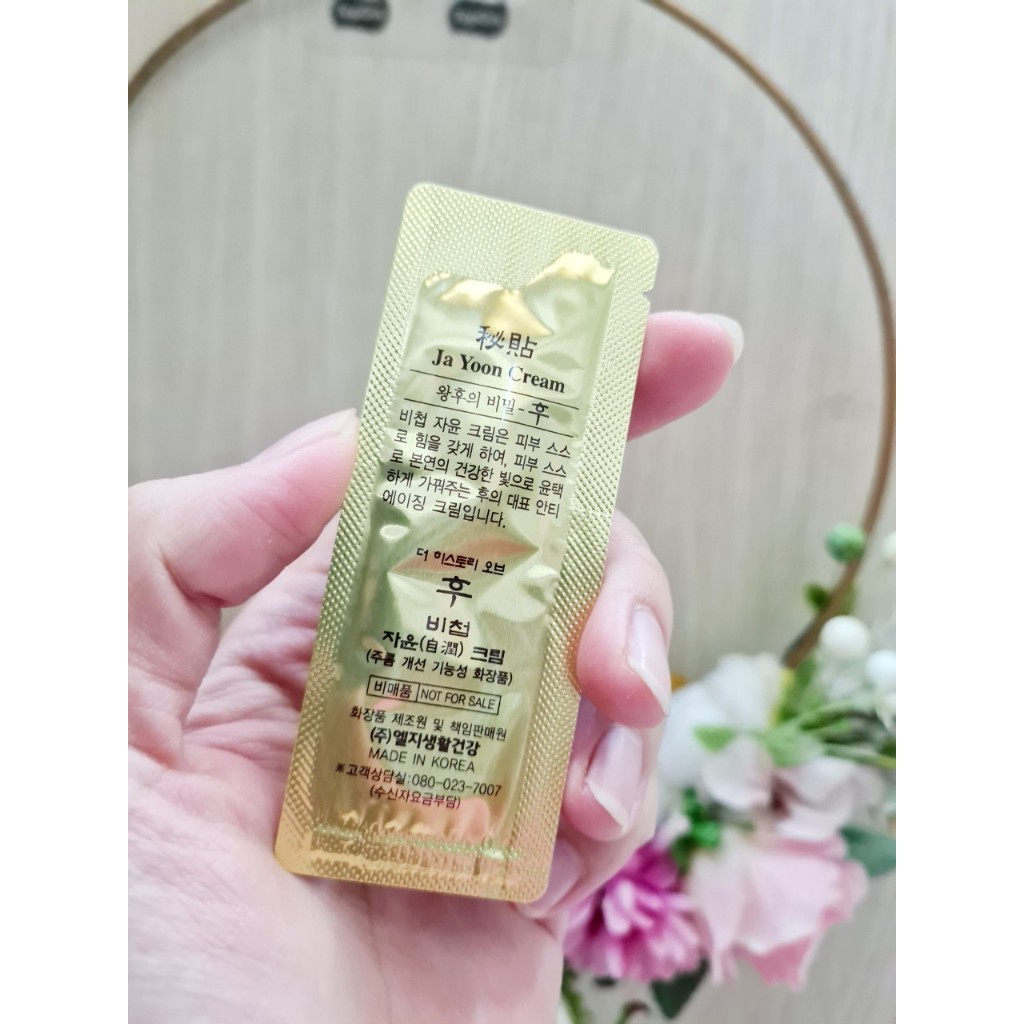 秘貼
Ja Yoon Cream
왕후의 비밀-후
비첩 자윤 크림은 피부 스스
로 힘을 갖게 하여, 피부 스스
로 본연의 건강한 빛으로 윤택
하게 가꿔주는 후의 대표 안티
에이징 크림입니다.
더 히스토리 오브
후
비첩
자윤(自潤) 크림
(주름 개선 기능성 화장품)
비매품 NOT FOR SALE
화장품 제조원 및 책임판매원
(주)엘지생활건강
MADE IN KOREA
※고객상담실:080-023-7007
(수신자요금부담)